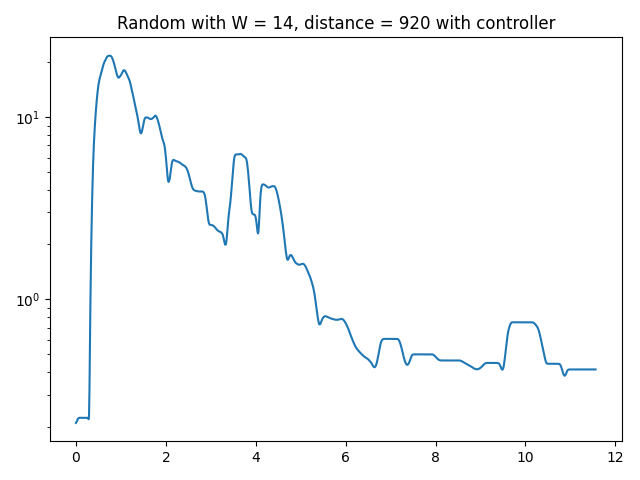 Random with W = 14, distance = 920 with controller
10¹
10⁰
0 2 4 6 8 10 12